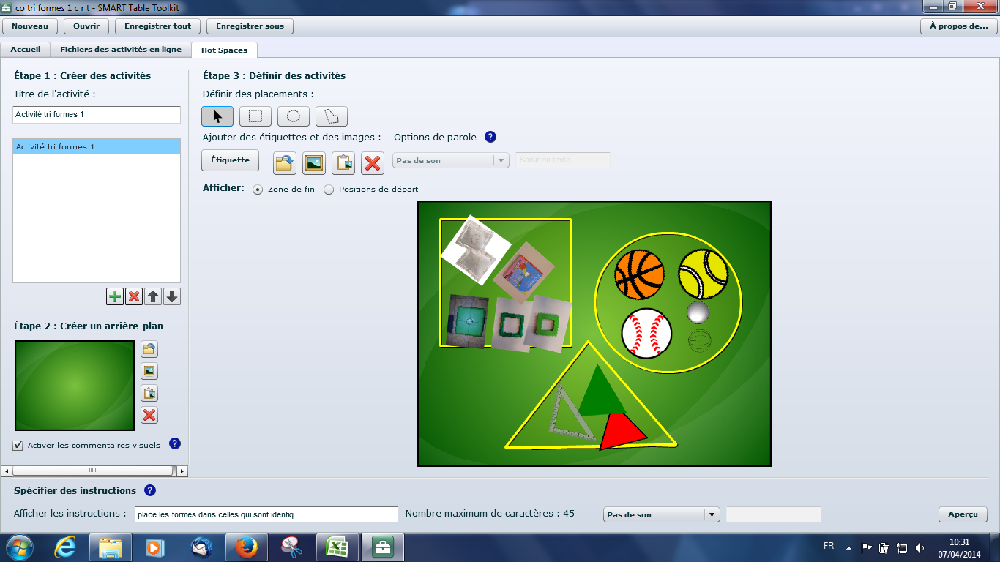 co tri formes 1 c r t - SMART Table Toolkit
Nouveau Ouvrir Enregistrer tout Enregistrer sous À propos de...
Accueil Fichiers des activités en ligne Hot Spaces
Étape 1 : Créer des activités
Titre de l'activité :
Activité tri formes 1
Activité tri formes 1
Étape 2 : Créer un arrière-plan
Activer les commentaires visuels ?
Étape 3 : Définir des activités
Définir des placements :
Ajouter des étiquettes et des images : Options de parole ?
Étiquette Pas de son Saisir du texte
Afficher: Zone de fin Positions de départ
Spécifier des instructions ?
Afficher les instructions : place les formes dans celles qui sont identiq Nombre maximum de caractères : 45 Pas de son Aperçu
FR 10:31
07/04/2014